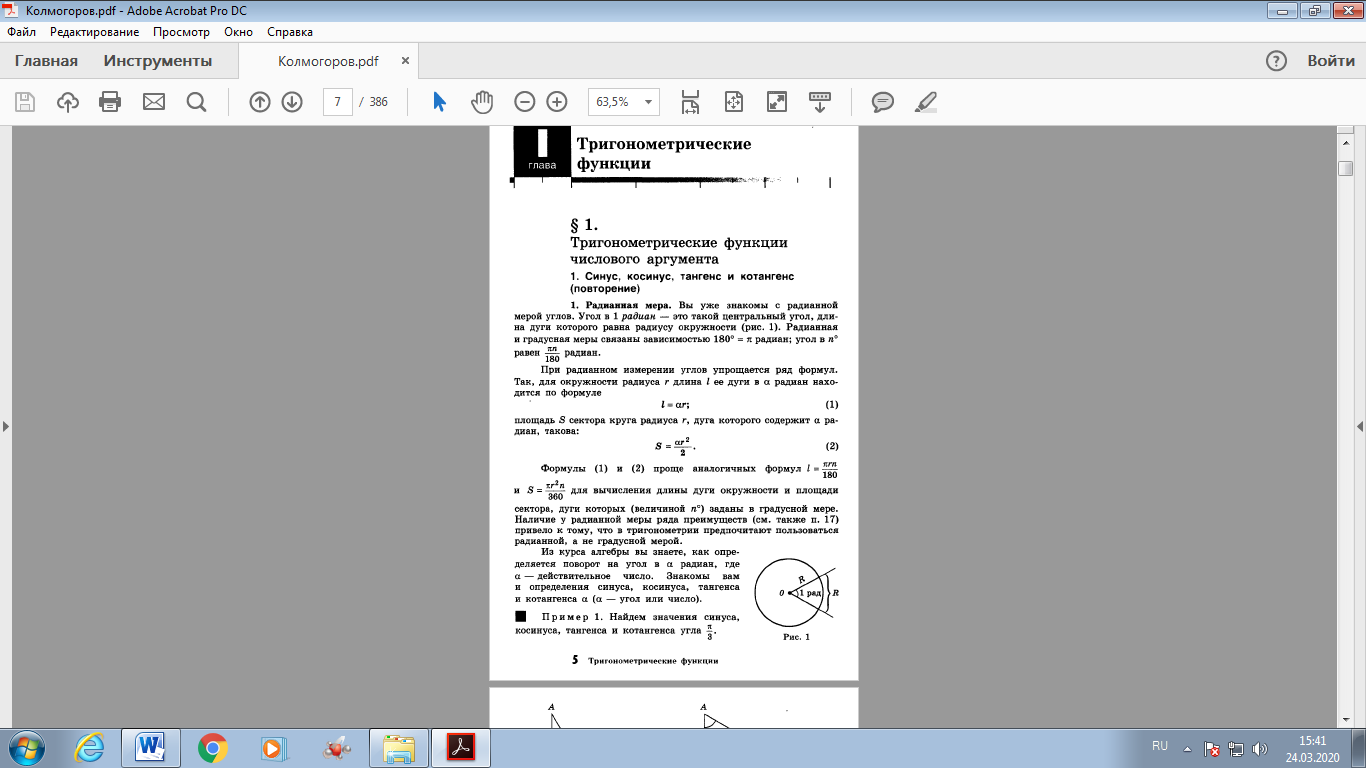 Колмогоров.pdf - Adobe Acrobat Pro DC
Файл Редактирование Просмотр Окно Справка
Главная Инструменты Колмогоров.pdf × Войти
7 / 386 63,5%
I
глава
Тригонометрические
функции
§ 1.
Тригонометрические функции
числового аргумента
1. Синус, косинус, тангенс и котангенс
(повторение)
1. Радианная мера. Вы уже знакомы с радианной
мерой углов. Угол в 1 радиан — это такой центральный угол, дли-
на дуги которого равна радиусу окружности (рис. 1). Радианная
и градусная меры связаны зависимостью 180° = π радиан; угол в n°
равен πn/180 радиан.
При радианном измерении углов упрощается ряд формул.
Так, для окружности радиуса r длина l ее дуги в α радиан нахо-
дится по формуле
l = αr; (1)
площадь S сектора круга радиуса r, дуга которого содержит α ра-
диан, такова:
S = αr²/2. (2)
Формулы (1) и (2) проще аналогичных формул l = πrn/180
и S = πr²n/360 для вычисления длины дуги окружности и площади
сектора, дуги которых (величиной n°) заданы в градусной мере.
Наличие у радианной меры ряда преимуществ (см. также п. 17)
привело к тому, что в тригонометрии предпочитают пользоваться
радианной, а не градусной мерой.
Из курса алгебры вы знаете, как опре-
деляется поворот на угол в α радиан, где
α — действительное число. Знакомы вам
и определения синуса, косинуса, тангенса
и котангенса α (α — угол или число).
Пример 1. Найдем значения синуса,
косинуса, тангенса и котангенса угла π/3.
R
O 1 рад R
Рис. 1
5 Тригонометрические функции
A A
RU
15:41
24.03.2020